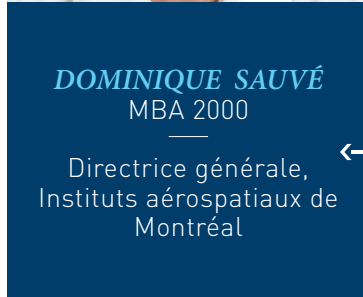 DOMINIQUE SAUVÉ
MBA 2000
Directrice générale,
Instituts aérospatiaux de
Montréal